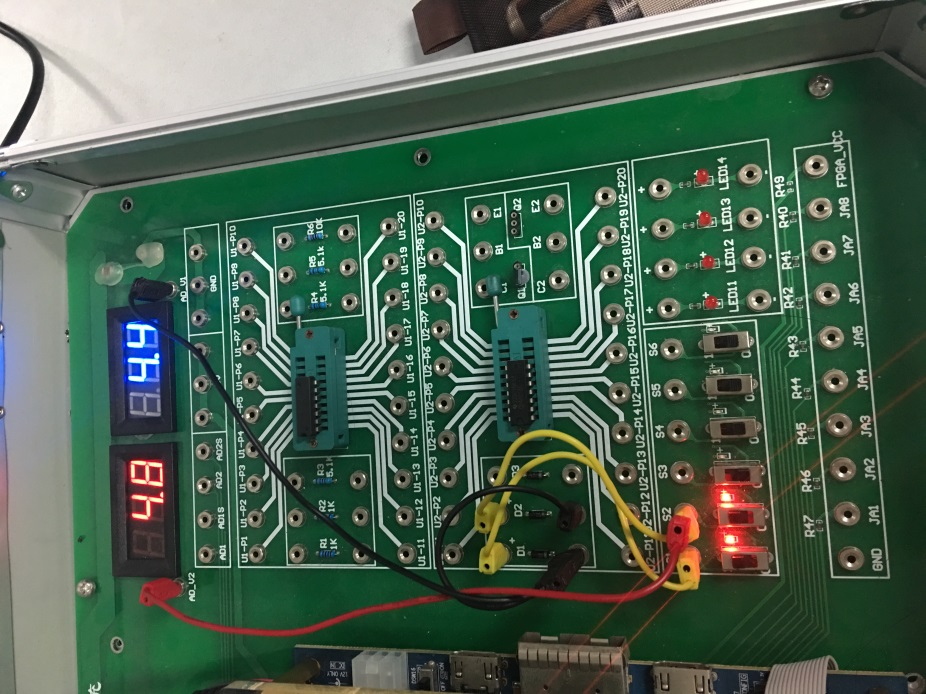 AD_V1
GND
4.4
AD2S
AD2
AD1S
AD1
4.8
AD_V2
U1-P10
U1-P9
U1-P8
U1-P7
U1-P6
U1-P5
U1-P4
U1-P3
U1-P2
U1-P1
R6
10K
R5
5.1k
R4
5.1K
R3
5.1K
R2
1K
R1
1K
U1-20
U1-19
U1-18
U1-17
U1-16
U1-15
U1-14
U1-13
U1-12
U1-11
U2-P10
U2-P9
U2-P8
U2-P7
U2-P6
U2-P5
U2-P4
U2-P3
U2-P2
E1
Q2
E2
B1
B2
Q1
C2
D3
D2
D1
+
U2-P20
U2-P19
U2-P18
U2-P17
U2-P16
U2-P15
U2-P14
U2-P13
U2-P12
+
LED14
+
LED13
+
LED12
+
LED11
S6
S5
S4
S3
S2
R49
R40
R41
R42
R43
R44
R45
R46
R47
FPGA_VCC
JA8
JA7
JA6
JA5
JA4
JA3
JA2
JA1
GND